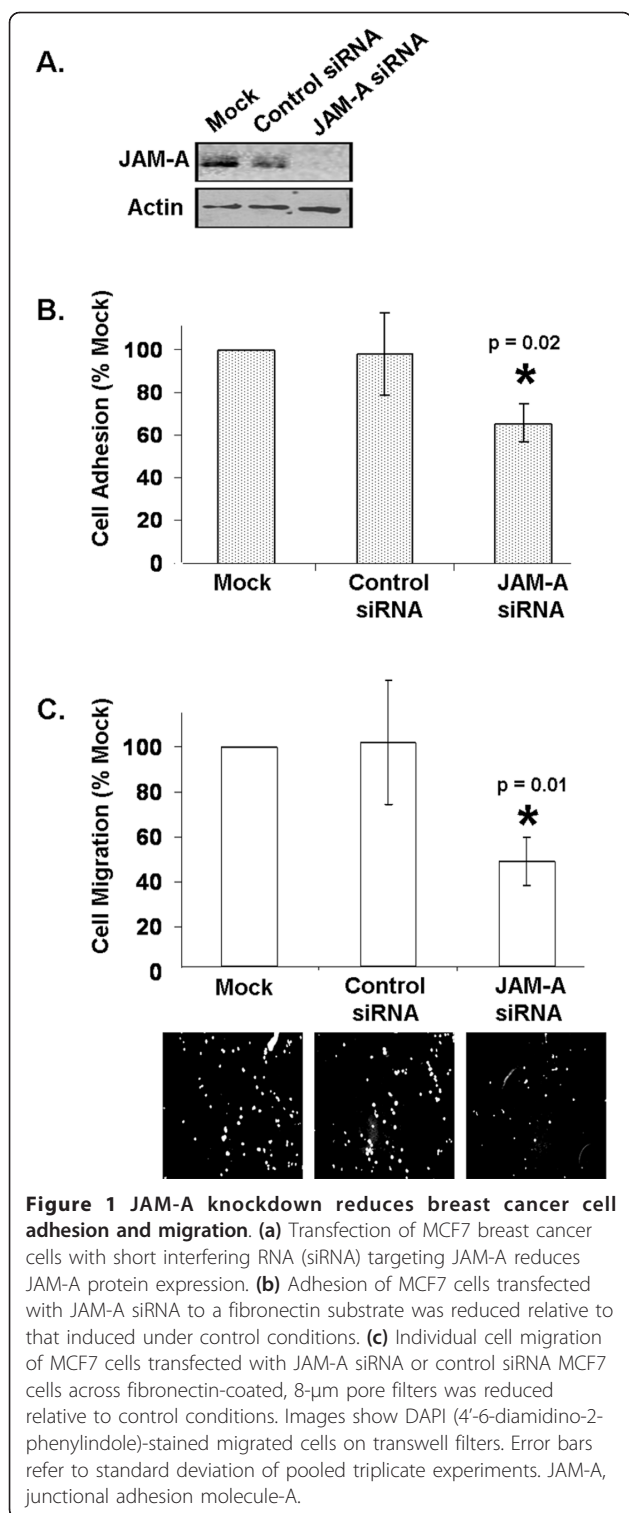 A.
Mock
Control siRNA
JAM-A siRNA
JAM-A
Actin
B.
Cell Adhesion (% Mock)
100
80
60
40
20
0
p = 0.02
*
Mock
Control
siRNA
JAM-A
siRNA
C.
Cell Migration (% Mock)
100
80
60
40
20
0
p = 0.01
*
Mock
Control
siRNA
JAM-A
siRNA
Figure 1 JAM-A knockdown reduces breast cancer cell
adhesion and migration. (a) Transfection of MCF7 breast cancer
cells with short interfering RNA (siRNA) targeting JAM-A reduces
JAM-A protein expression. (b) Adhesion of MCF7 cells transfected
with JAM-A siRNA to a fibronectin substrate was reduced relative to
that induced under control conditions. (c) Individual cell migration
of MCF7 cells transfected with JAM-A siRNA or control siRNA MCF7
cells across fibronectin-coated, 8-μm pore filters was reduced
relative to control conditions. Images show DAPI (4'-6-diamidino-2-
phenylindole)-stained migrated cells on transwell filters. Error bars
refer to standard deviation of pooled triplicate experiments. JAM-A,
junctional adhesion molecule-A.